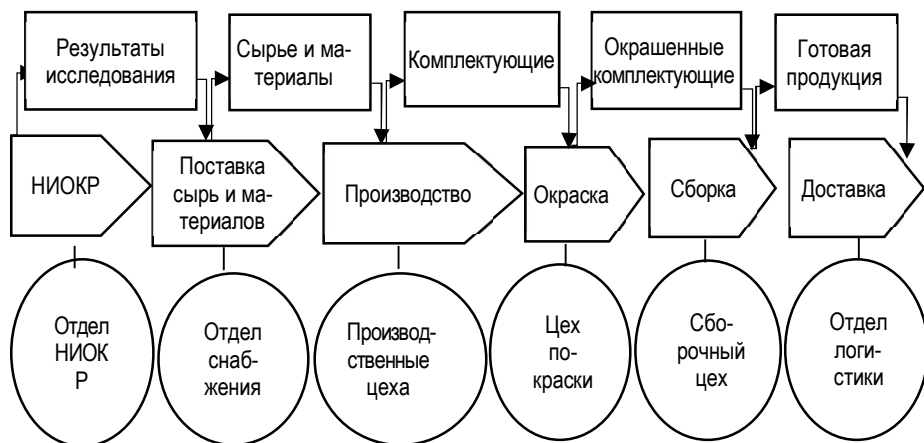 Результаты
исследования
Сырье и ма-
териалы
Комплектующие
Окрашенные
комплектующие
Готовая
продукция
НИОКР
Поставка
сырь и ма-
териалов
Производство
Окраска
Сборка
Доставка
Отдел
НИОК
Р
Отдел
снаб-
жения
Производ-
ственные
цеха
Цех
по-
краски
Сбо-
рочный
цех
Отдел
логи-
стики